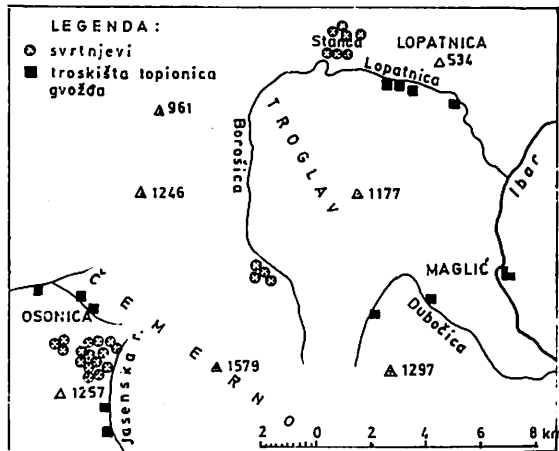 LEGENDA:
svrtnjevi
troskišta topionica
gvožđa
Stanča
LOPATNICA
534
Lopatnica
961
Borošica
TROGLAV
Ibar
1246
1177
MAGLIĆ
ČEMERNO
OSONICA
Dubočica
Jasenska r.
1579
1297
1257
2 0 2 4 6 8 km